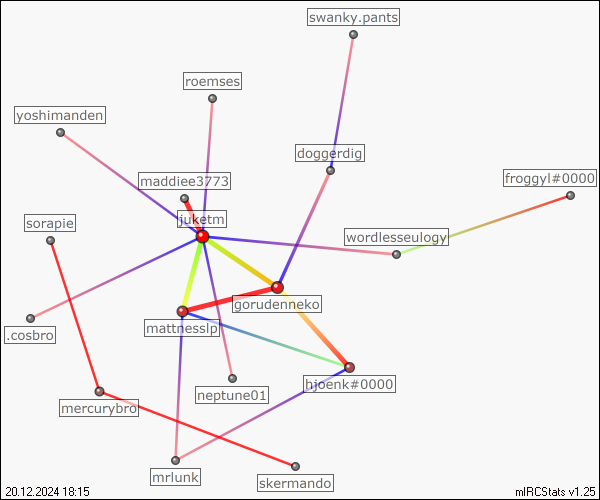 swanky.pants
roemses
yoshimanden
doggerdig
maddiee3773
froggyl#0000
juketm
sorapie
wordlesseulogy
gorudenneko
mattnesslp
.cosbro
hjoenk#0000
neptune01
mercurybro
mrlunk
skermando
20.12.2024 18:15
mIRCStats v1.25